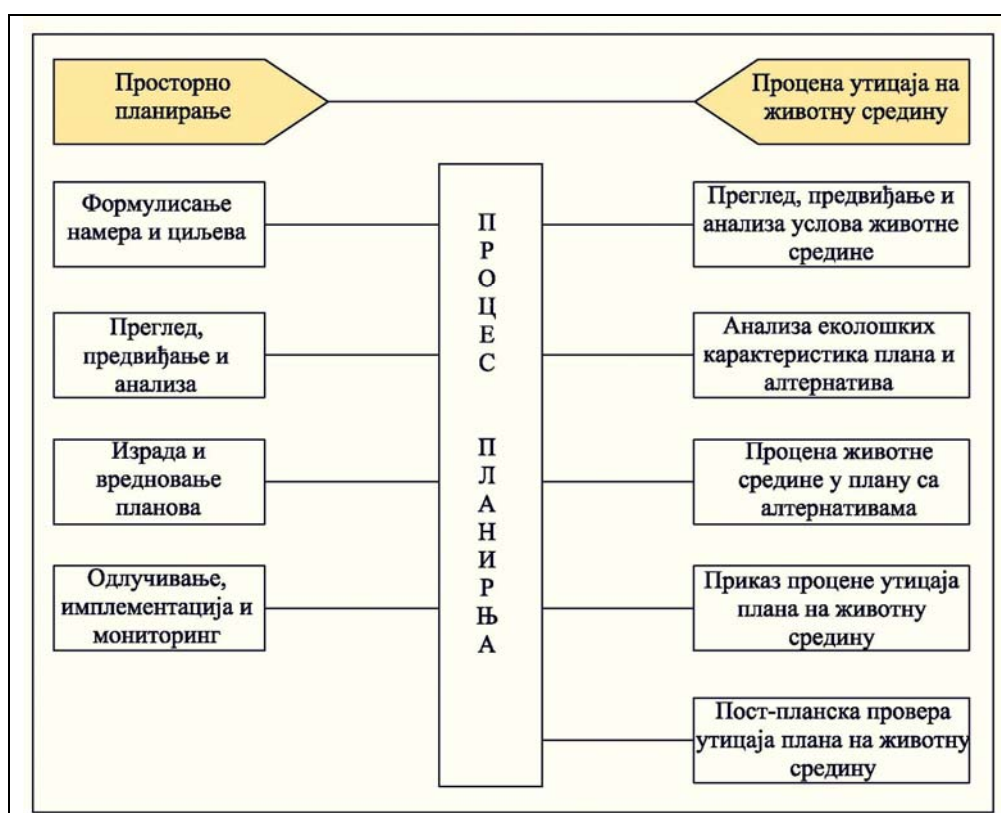 Просторно
планирање
Процена утицаја на
животну средину
Формулисање
намера и циљева
Преглед,
предвиђање и
анализа
Израда и
вредновање
планова
Одлучивање,
имплементација и
мониторинг
П
Р
О
Ц
Е
С
П
Л
А
Н
И
Р
Њ
А
Преглед, предвиђање и
анализа услова животне
средине
Анализа еколошких
карактеристика плана и
алтернатива
Процена животне
средине у плану са
алтернативама
Приказ процене утицаја
плана на животну
средину
Пост-планска провера
утицаја плана на животну
средину